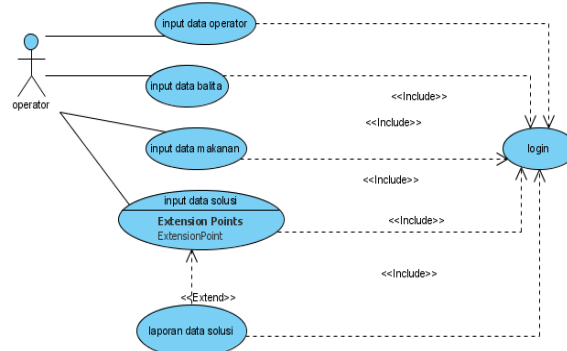 input data operator
operator
input data balita
<<Include>>
<<Include>>
input data makanan
login
<<Include>>
input data solusi
Extension Points
ExtensionPoint
<<Include>>
<<Include>>
<<Extend>>
laporan data solusi